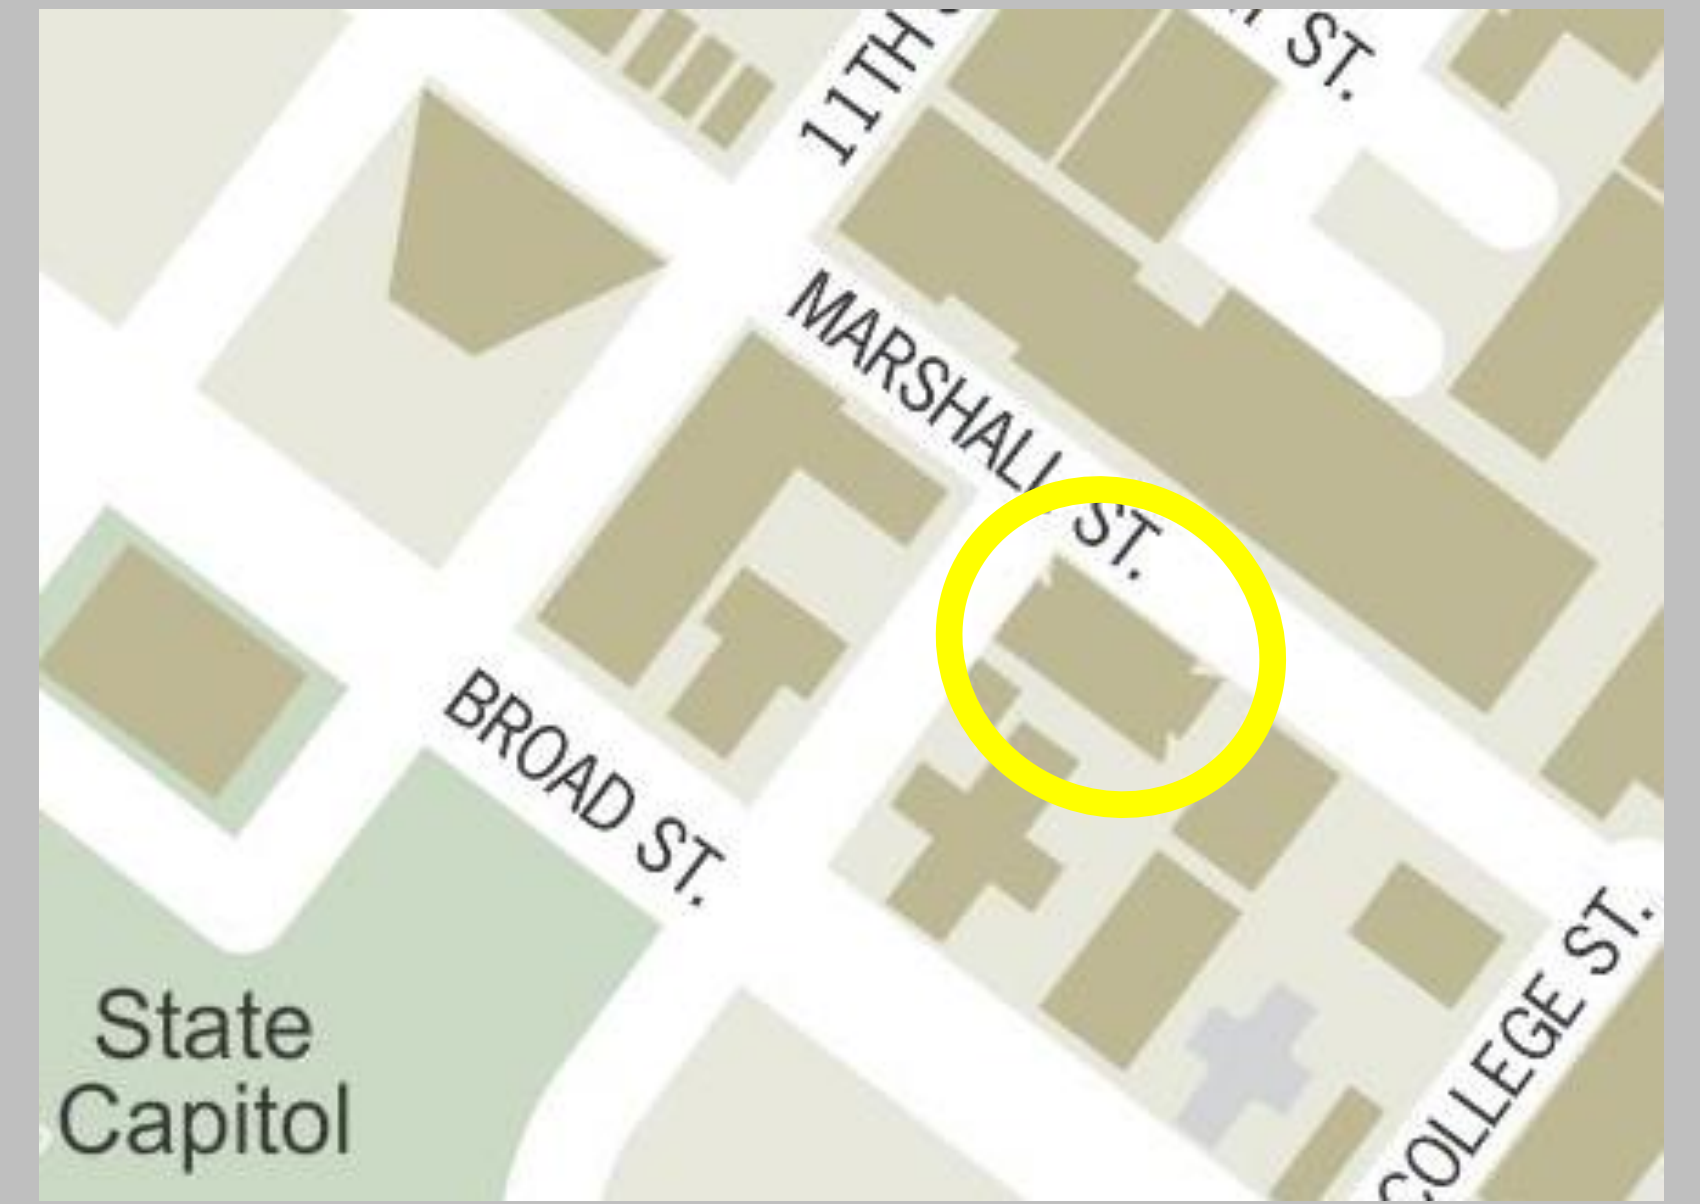 11TH
ST.
MARSHALL ST.
BROAD ST.
COLLEGE ST.
State
Capitol